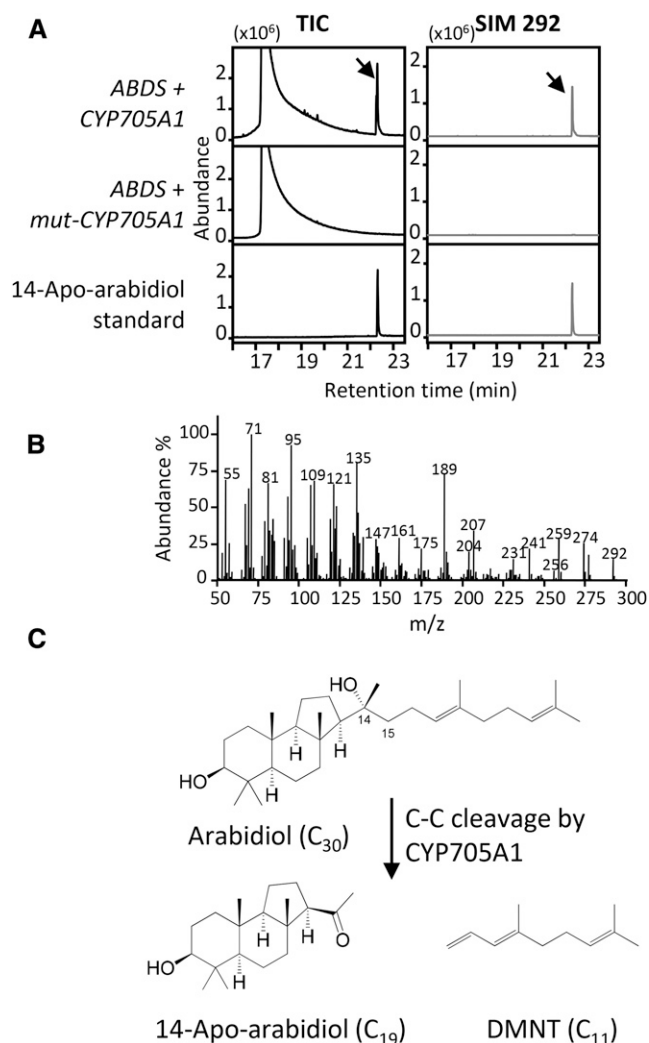 A
TIC
SIM 292
(x10⁶)
(x10⁶)
ABDS +
CYP705A1
2
1
0
2
1
0
ABDS +
mut-CYP705A1
Abundance
2
1
0
2
1
0
14-Apo-arabidiol
standard
2
1
0
2
1
0
17 19 21 23
17 19 21 23
Retention time (min)
B
Abundance %
100
75
50
25
0
55
71
81
95
109
121
135
147
161
175
189
204
207
231
241
256
259
274
292
50 75 100 125 150 175 200 225 250 275 300
m/z
C
HO
14
15
H
H
HO
Arabidiol (C₃₀)
C-C cleavage by
CYP705A1
H
O
H
HO
H
14-Apo-arabidiol (C₁₉)
DMNT (C₁₁)